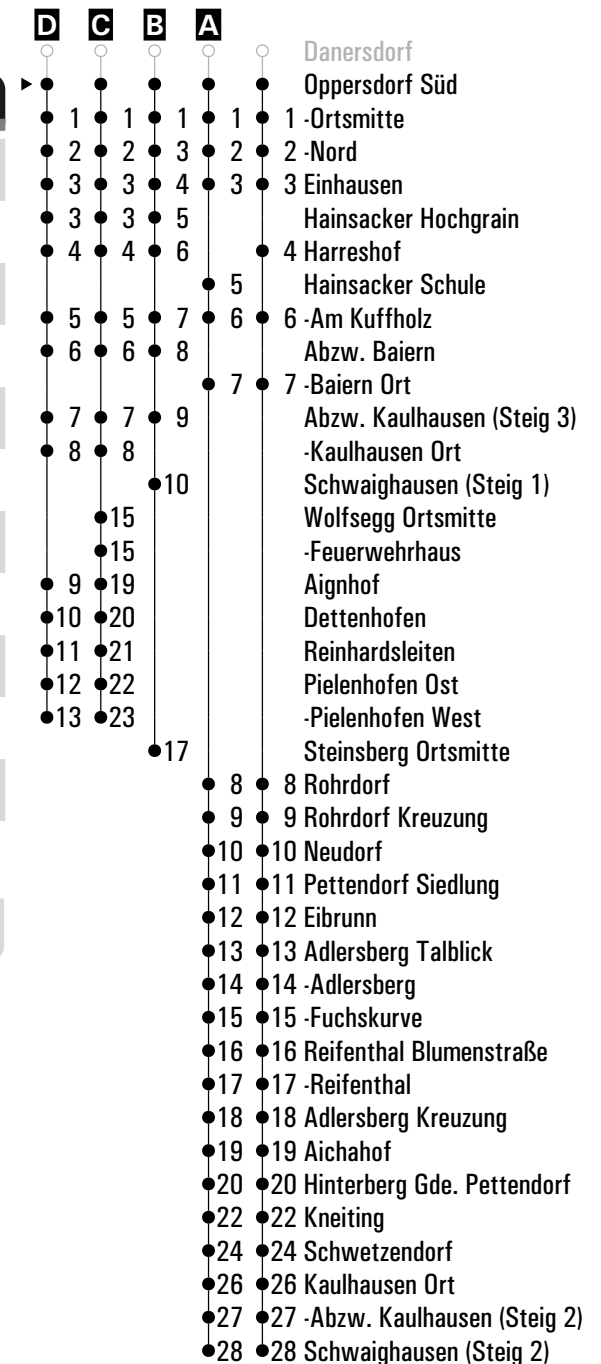 D C B A
Danersdorf
Oppersdorf Süd
1 1 1 1 1 -Ortsmitte
2 2 3 2 2 -Nord
3 3 4 3 3 Einhausen
3 3 5 Hainsacker Hochgrain
4 4 6 4 Harreshof
5 Hainsacker Schule
5 5 7 6 6 -Am Kuffholz
6 6 8 Abzw. Baiern
7 7 -Baiern Ort
7 7 9 Abzw. Kaulhausen (Steig 3)
8 8 -Kaulhausen Ort
10 Schwaighausen (Steig 1)
15 Wolfsegg Ortsmitte
15 -Feuerwehrhaus
9 19 Aignhof
10 20 Dettenhofen
11 21 Reinhardsleiten
12 22 Pielenhofen Ost
13 23 -Pielenhofen West
17 Steinsberg Ortsmitte
8 8 Rohrdorf
9 9 Rohrdorf Kreuzung
10 10 Neudorf
11 11 Pettendorf Siedlung
12 12 Eibrunn
13 13 Adlersberg Talblick
14 14 -Adlersberg
15 15 -Fuchskurve
16 16 Reifenthal Blumenstraße
17 17 -Reifenthal
18 18 Adlersberg Kreuzung
19 19 Aichahof
20 20 Hinterberg Gde. Pettendorf
22 22 Kneiting
24 24 Schwetzendorf
26 26 Kaulhausen Ort
27 27 -Abzw. Kaulhausen (Steig 2)
28 28 Schwaighausen (Steig 2)